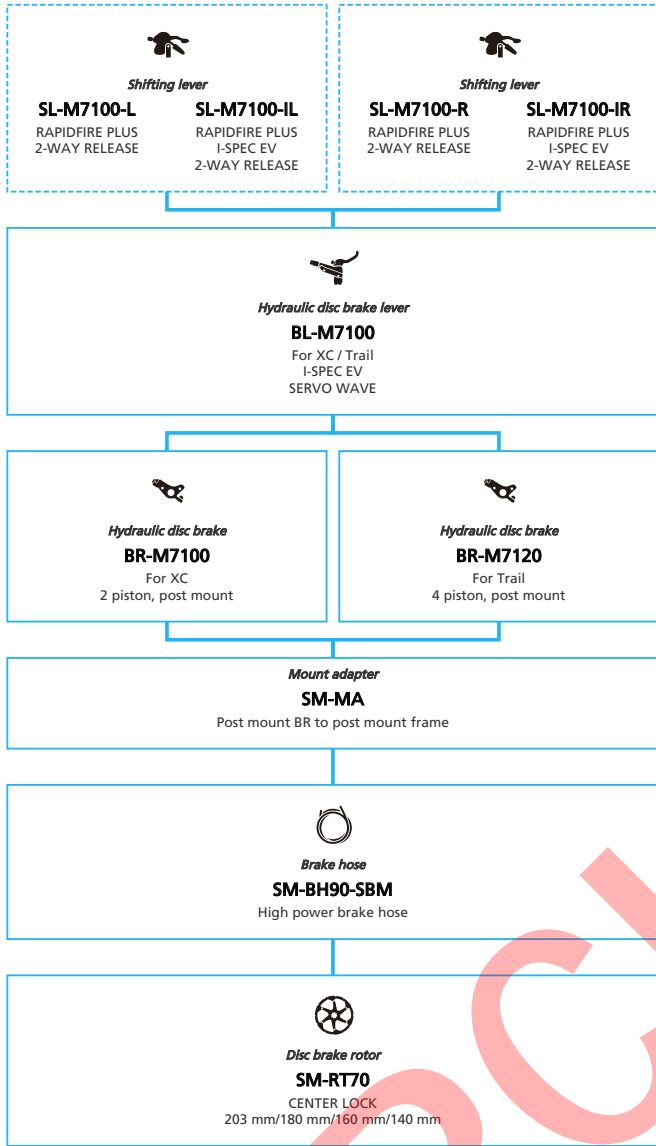 Shifting lever
SL-M7100-L
RAPIDFIRE PLUS
2-WAY RELEASE
SL-M7100-IL
RAPIDFIRE PLUS
I-SPEC EV
2-WAY RELEASE
Shifting lever
SL-M7100-R
RAPIDFIRE PLUS
2-WAY RELEASE
SL-M7100-IR
RAPIDFIRE PLUS
I-SPEC EV
2-WAY RELEASE
Hydraulic disc brake lever
BL-M7100
For XC / Trail
I-SPEC EV
SERVO WAVE
Hydraulic disc brake
BR-M7100
For XC
2 piston, post mount
Hydraulic disc brake
BR-M7120
For Trail
4 piston, post mount
Mount adapter
SM-MA
Post mount BR to post mount frame
Brake hose
SM-BH90-SBM
High power brake hose
Disc brake rotor
SM-RT70
CENTER LOCK
203 mm/180 mm/160 mm/140 mm